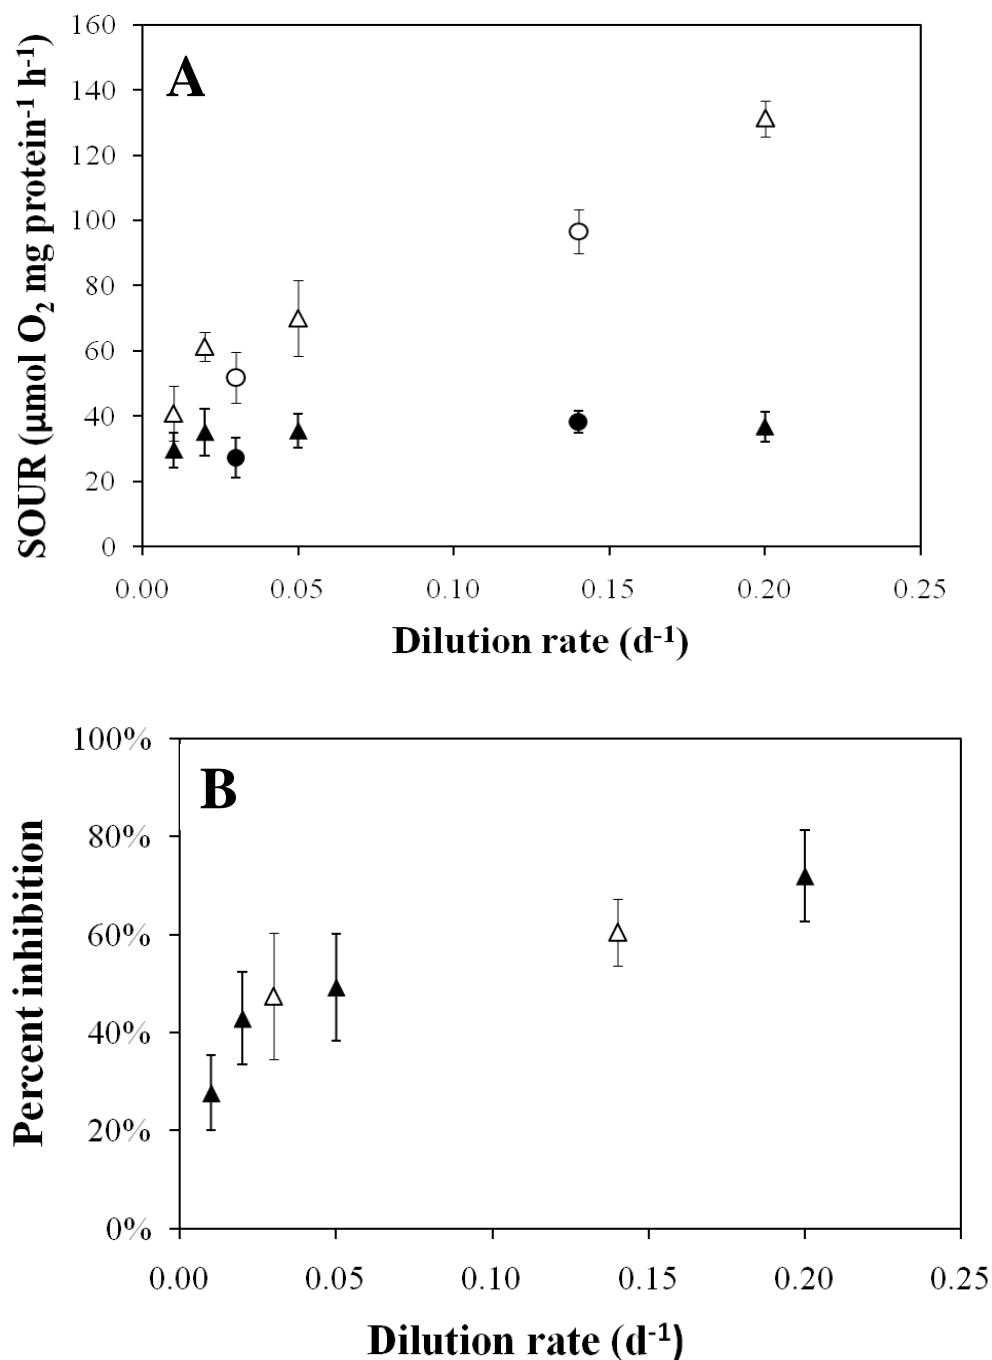 A
SOUR (µmol O₂ mg protein⁻¹ h⁻¹)
160
140
120
100
80
60
40
20
0
0.00 0.05 0.10 0.15 0.20 0.25
Dilution rate (d⁻¹)
B
Percent inhibition
100%
80%
60%
40%
20%
0%
0.00 0.05 0.10 0.15 0.20 0.25
Dilution rate (d⁻¹)